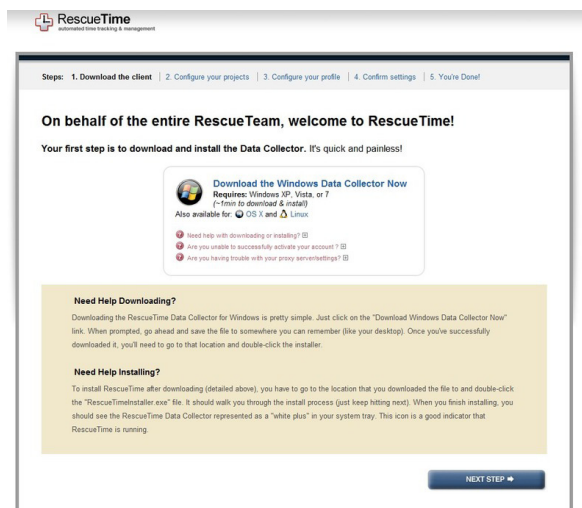 RescueTime
automated time tracking & management
Steps: 1. Download the client | 2. Configure your projects | 3. Configure your profile | 4. Confirm settings | 5. You're Done!
On behalf of the entire RescueTeam, welcome to RescueTime!
Your first step is to download and install the Data Collector. It's quick and painless!
Download the Windows Data Collector Now
Requires: Windows XP, Vista, or 7
(~1min to download & install)
Also available for: OS X and Linux
Need help with downloading or installing?
Are you unable to successfully activate your account ?
Are you having trouble with your proxy server/settings?
Need Help Downloading?
Downloading the RescueTime Data Collector for Windows is pretty simple. Just click on the "Download Windows Data Collector Now"
link. When prompted, go ahead and save the file to somewhere you can remember (like your desktop). Once you've successfully
downloaded it, you'll need to go to that location and double-click the installer.
Need Help Installing?
To install RescueTime after downloading (detailed above), you have to go to the location that you downloaded the file to and double-click
the "RescueTimeInstaller.exe" file. It should walk you through the install process (just keep hitting next). When you finish installing, you
should see the RescueTime Data Collector represented as a "white plus" in your system tray. This icon is a good indicator that
RescueTime is running.
NEXT STEP